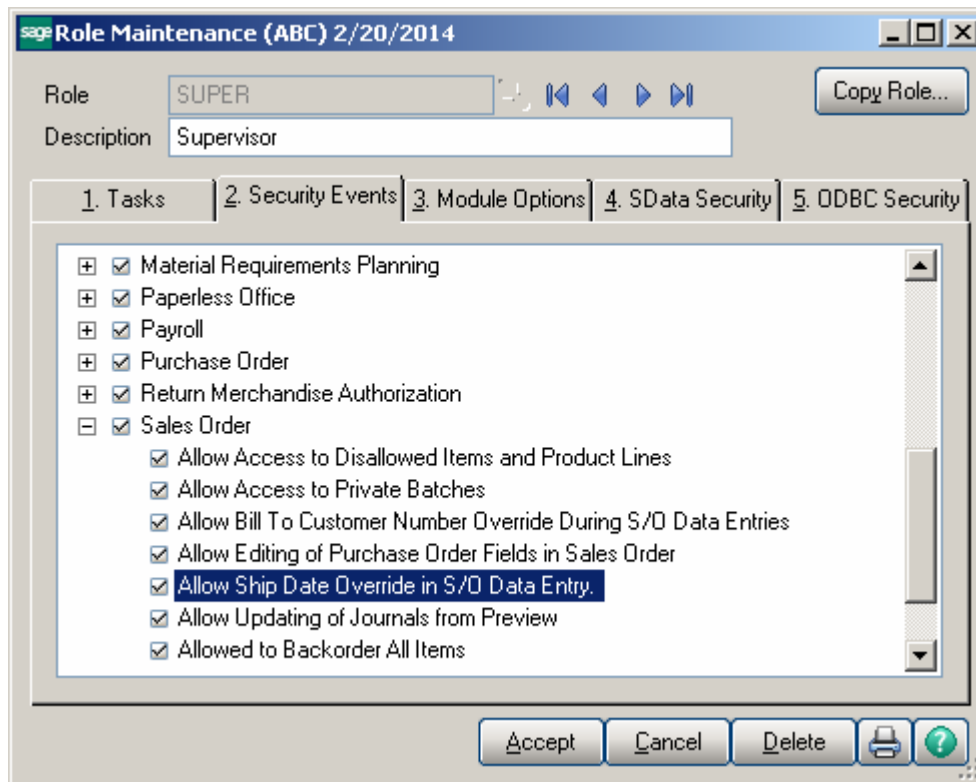 sage Role Maintenance (ABC) 2/20/2014
Role SUPER Copy Role...
Description Supervisor
1. Tasks 2. Security Events 3. Module Options 4. SData Security 5. ODBC Security
Material Requirements Planning
Paperless Office
Payroll
Purchase Order
Return Merchandise Authorization
Sales Order
Allow Access to Disallowed Items and Product Lines
Allow Access to Private Batches
Allow Bill To Customer Number Override During S/O Data Entries
Allow Editing of Purchase Order Fields in Sales Order
Allow Ship Date Override in S/O Data Entry.
Allow Updating of Journals from Preview
Allowed to Backorder All Items
Accept Cancel Delete ?